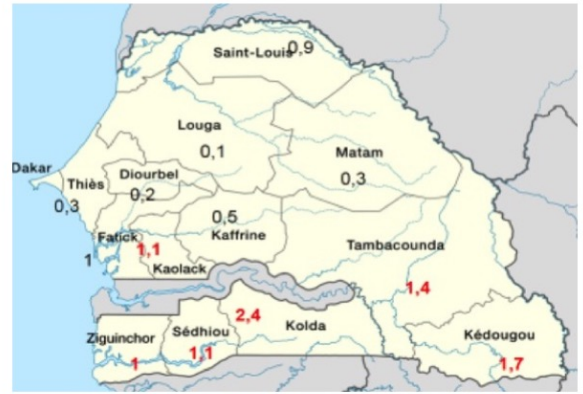 Saint-Louis 0,9
Louga
0,1
Matam
0,3
Dakar
Thiès
0,3
Diourbel
0,2
0,5
Kaffrine
Fatick
1
1,1
Kaolack
Tambacounda
1,4
Ziguinchor
1
Sédhiou
1,1
2,4
Kolda
Kédougou
1,7